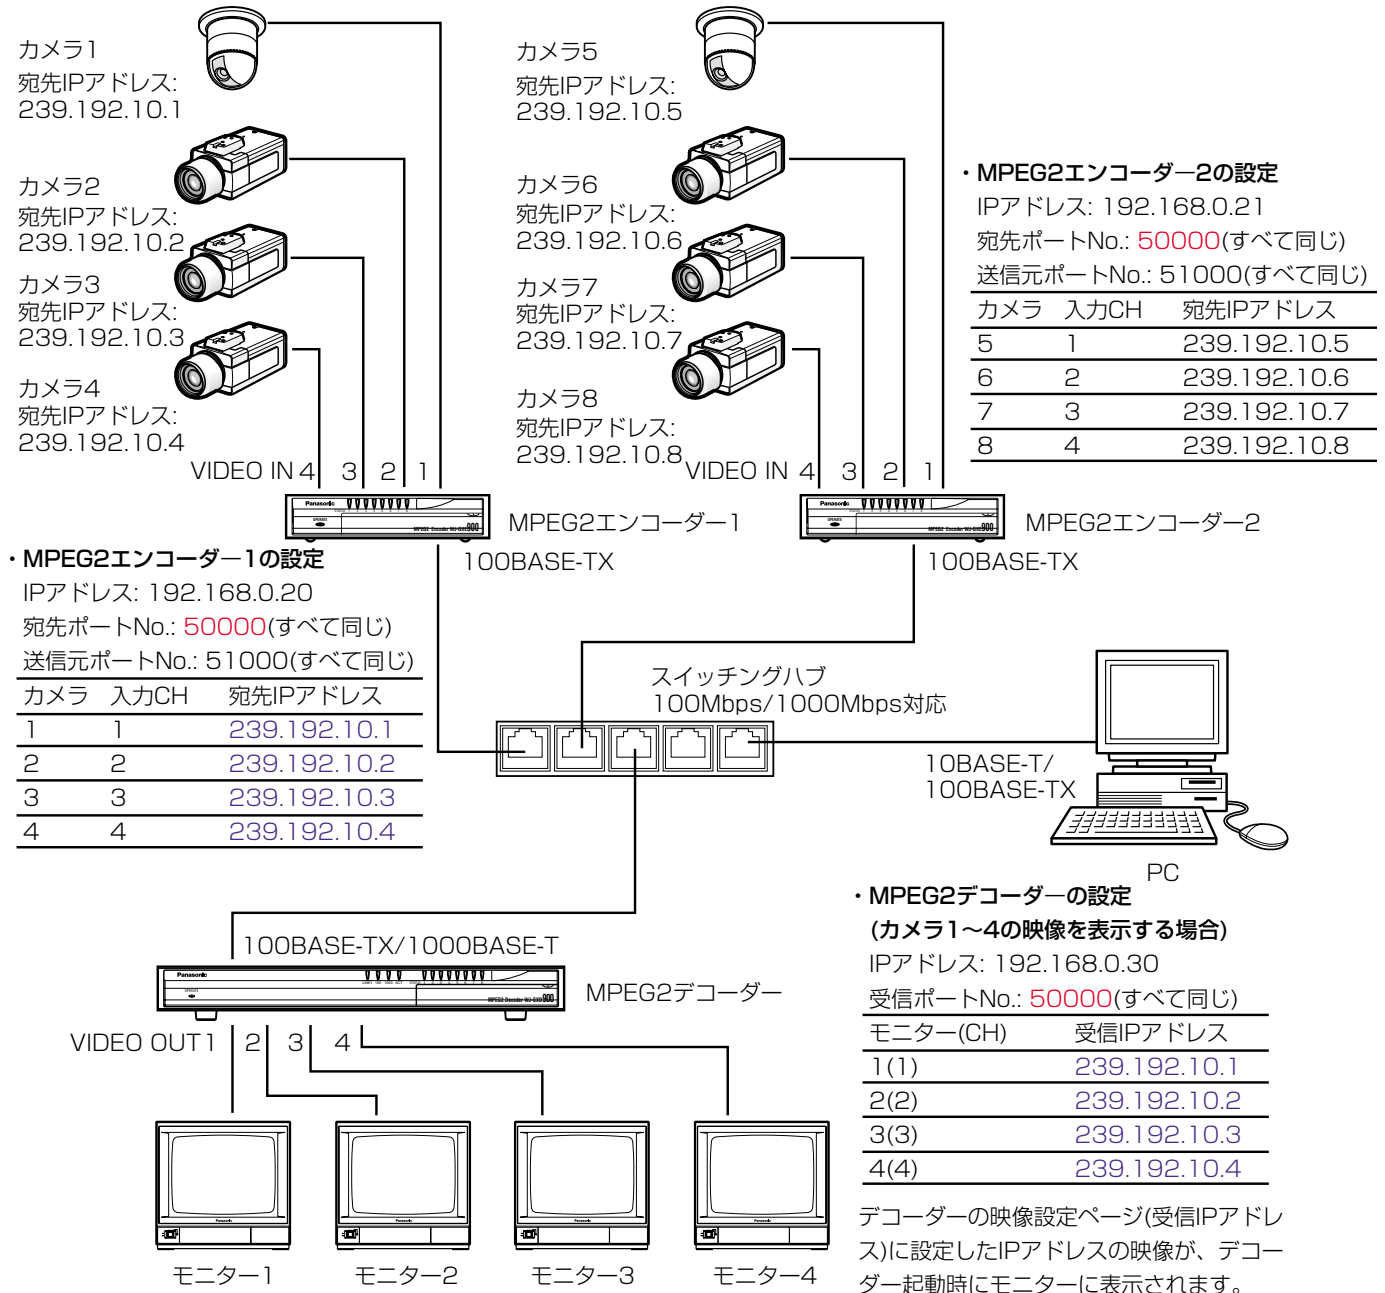 カメラ1
宛先IPアドレス:
239.192.10.1
カメラ2
宛先IPアドレス:
239.192.10.2
カメラ3
宛先IPアドレス:
239.192.10.3
カメラ4
宛先IPアドレス:
239.192.10.4
VIDEO IN 4 3 2 1
カメラ5
宛先IPアドレス:
239.192.10.5
カメラ6
宛先IPアドレス:
239.192.10.6
カメラ7
宛先IPアドレス:
239.192.10.7
カメラ8
宛先IPアドレス:
239.192.10.8
VIDEO IN 4 3 2 1
・MPEG2エンコーダー2の設定
IPアドレス: 192.168.0.21
宛先ポートNo.: 50000(すべて同じ)
送信元ポートNo.: 51000(すべて同じ)
カメラ 入力CH 宛先IPアドレス
5 1 239.192.10.5
6 2 239.192.10.6
7 3 239.192.10.7
8 4 239.192.10.8
Panasonic
OPERATE
MPEG2 Encoder WJ-GXE900
MPEG2エンコーダー1
100BASE-TX
Panasonic
OPERATE
MPEG2 Encoder WJ-GXE900
MPEG2エンコーダー2
100BASE-TX
・MPEG2エンコーダー1の設定
IPアドレス: 192.168.0.20
宛先ポートNo.: 50000(すべて同じ)
送信元ポートNo.: 51000(すべて同じ)
カメラ 入力CH 宛先IPアドレス
1 1 239.192.10.1
2 2 239.192.10.2
3 3 239.192.10.3
4 4 239.192.10.4
スイッチングハブ
100Mbps/1000Mbps対応
10BASE-T/
100BASE-TX
PC
100BASE-TX/1000BASE-T
Panasonic
OPERATE
MPEG2 Decoder WJ-GXD900
MPEG2デコーダー
VIDEO OUT 1 2 3 4
Panasonic
Panasonic
Panasonic
Panasonic
モニター1
モニター2
モニター3
モニター4
・MPEG2デコーダーの設定
(カメラ1～4の映像を表示する場合)
IPアドレス: 192.168.0.30
受信ポートNo.: 50000(すべて同じ)
モニター(CH) 受信IPアドレス
1(1) 239.192.10.1
2(2) 239.192.10.2
3(3) 239.192.10.3
4(4) 239.192.10.4
デコーダーの映像設定ページ(受信IPアドレ
ス)に設定したIPアドレスの映像が、デコー
ダー起動時にモニターに表示されます。